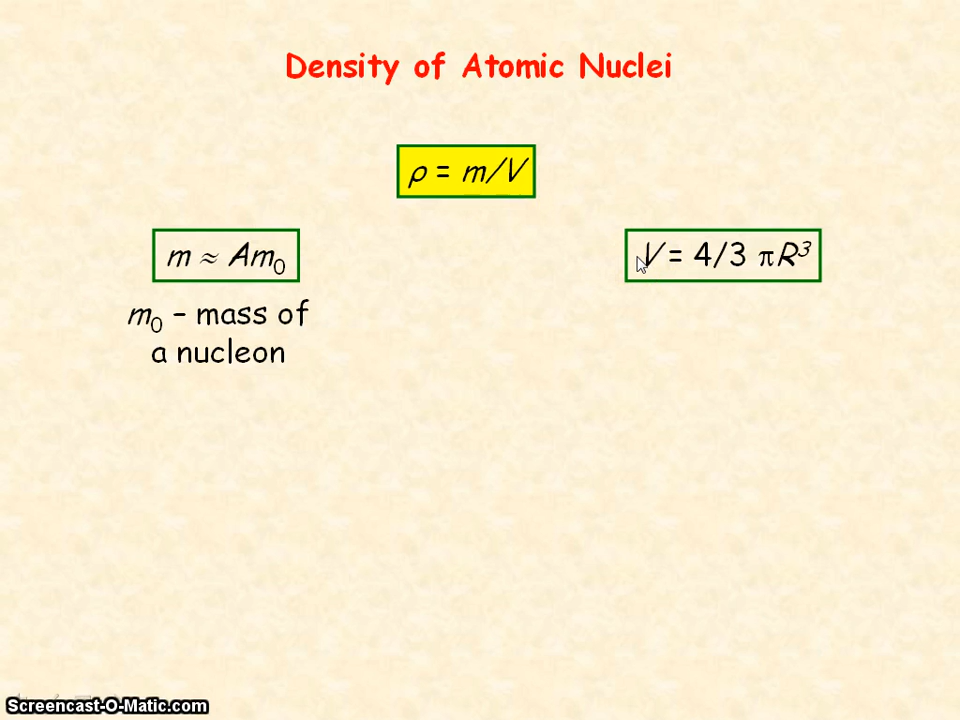 Density of Atomic Nuclei
ρ = m/V
m ≈ Am₀
V = 4/3 πR³
m₀ – mass of
a nucleon
Screencast-O-Matic.com